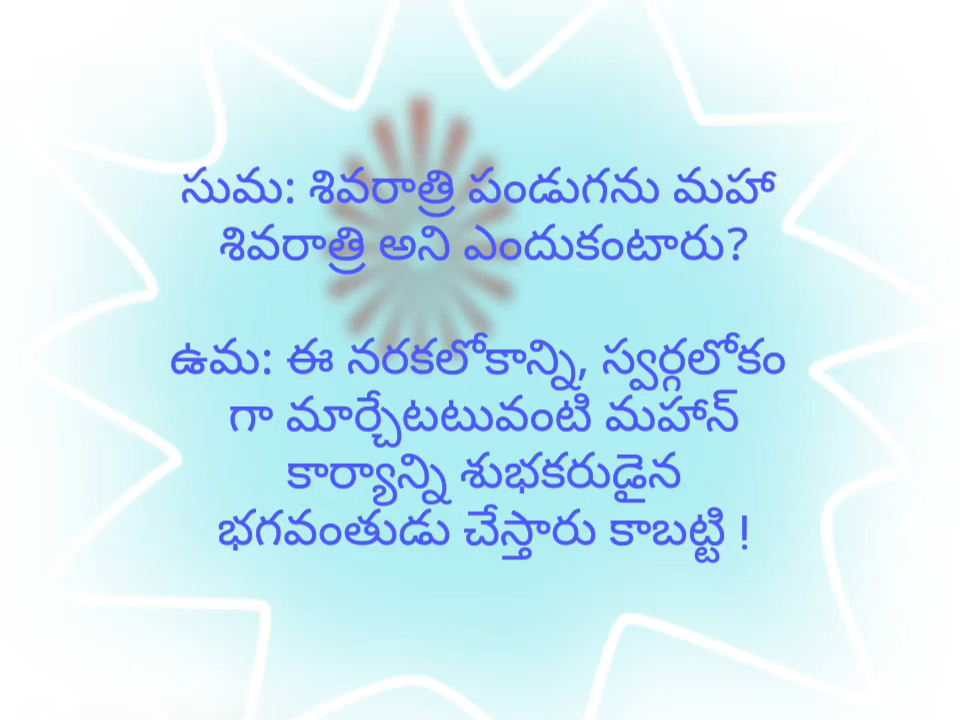 సుమ: శివరాత్రి పండుగను మహా
శివరాత్రి అని ఎందుకంటారు?
ఉమ: ఈ నరకలోకాన్ని, స్వర్గలోకం
గా మార్చేటటువంటి మహాన్
కార్యాన్ని శుభకరుడైన
భగవంతుడు చేస్తారు కాబట్టి !